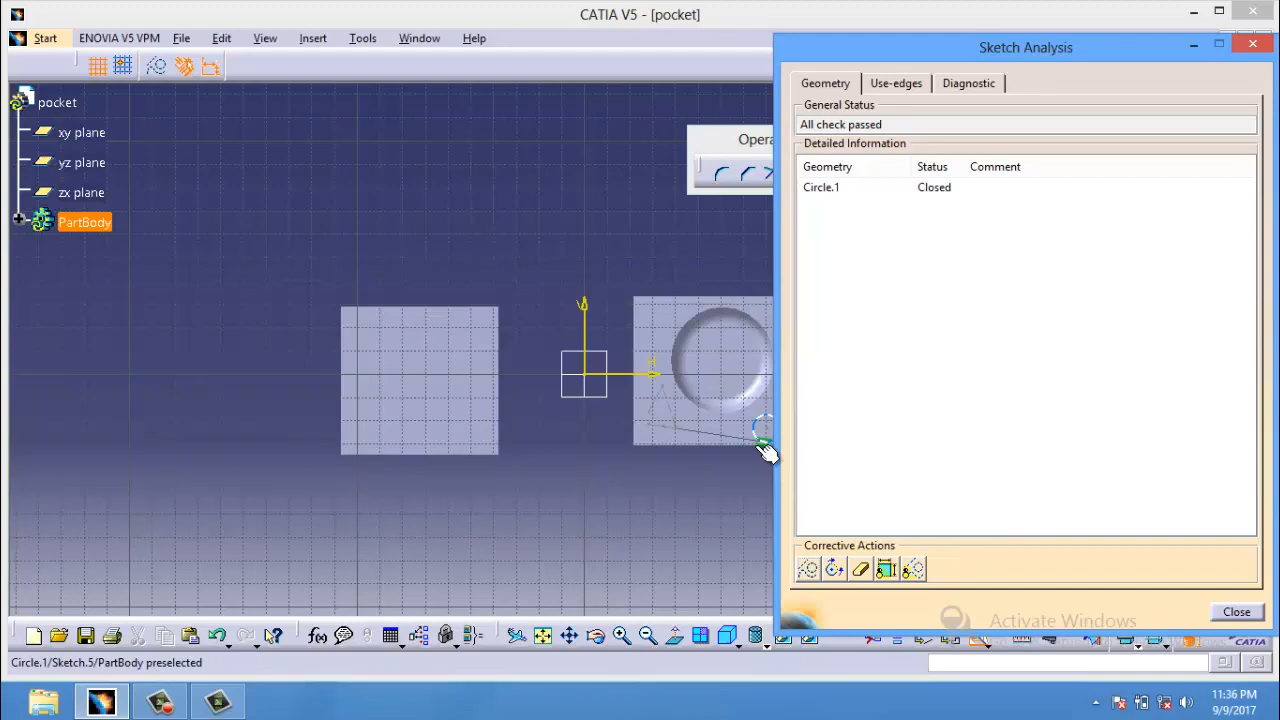 CATIA V5 - [pocket]
Start ENOVIA V5 VPM File Edit View Insert Tools Window Help
Sketch Analysis
Geometry Use-edges Diagnostic
General Status
All check passed
Detailed Information
Geometry Status Comment
Circle.1 Closed
pocket
xy plane
yz plane
zx plane
PartBody
Opera
V
Corrective Actions
Close
Activate Windows
f(x)
CATIA
Circle.1/Sketch.5/PartBody preselected
11:36 PM
9/9/2017